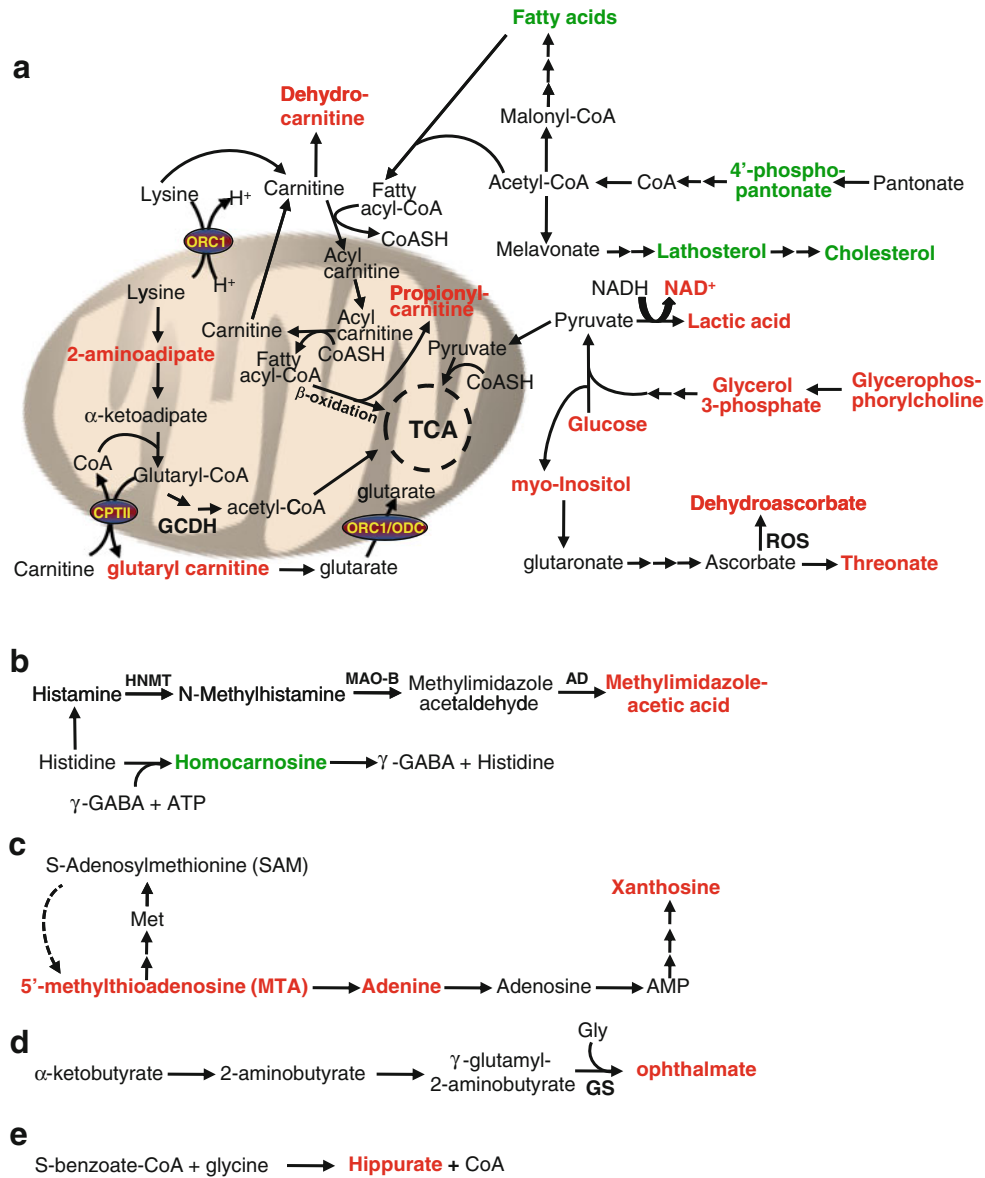 a
Fatty acids
Malonyl-CoA
Dehydro-
carnitine
Lysine
H+
Carnitine
Fatty
acyl-CoA
CoASH
Acetyl-CoA
CoA
4'-phospho-
pantonate
Pantonate
ORC1
H+
Melavonate
Lathosterol
Cholesterol
Acyl
carnitine
Lysine
Propionyl-
carnitine
NADH
NAD+
Carnitine
Acyl
carnitine
CoASH
Pyruvate
Lactic acid
2-aminoadipate
Fatty
acyl-CoA
Pyruvate
CoASH
β-oxidation
TCA
Glycerol
3-phosphate
Glycerophos-
phorylcholine
Glucose
α-ketoadipate
CoA
Glutaryl-CoA
GCDH
acetyl-CoA
glutarate
CPTII
ORC1/ODC
Carnitine
glutaryl carnitine
glutarate
myo-Inositol
Dehydroascorbate
ROS
glutaronate
Ascorbate
Threonate
b
Histamine
HNMT
N-Methylhistamine
MAO-B
Methylimidazole
acetaldehyde
AD
Methylimidazole-
acetic acid
Histidine
Homocarnosine
γ-GABA + Histidine
γ-GABA + ATP
c
S-Adenosylmethionine (SAM)
Met
Xanthosine
5'-methylthioadenosine (MTA)
Adenine
Adenosine
AMP
d
Gly
α-ketobutyrate
2-aminobutyrate
γ-glutamyl-
2-aminobutyrate
GS
ophthalmate
e
S-benzoate-CoA + glycine
Hippurate + CoA